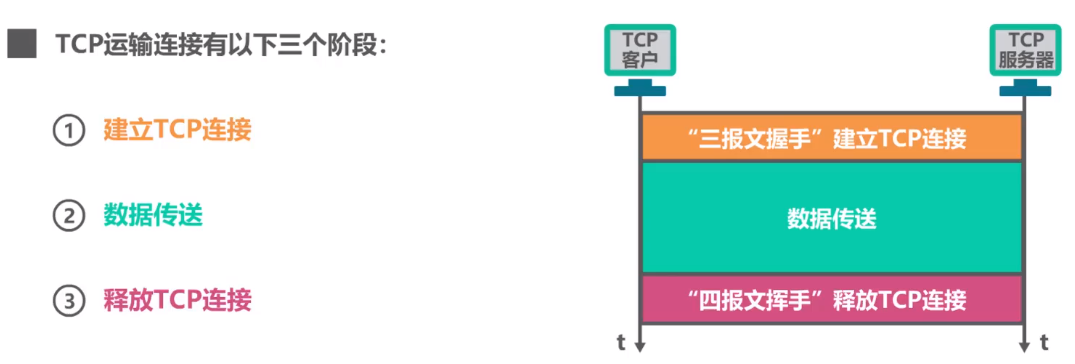 TCP运输连接有以下三个阶段：
① 建立TCP连接
② 数据传送
③ 释放TCP连接
TCP
客户
TCP
服务器
“三报文握手”建立TCP连接
数据传送
“四报文挥手”释放TCP连接
t
t